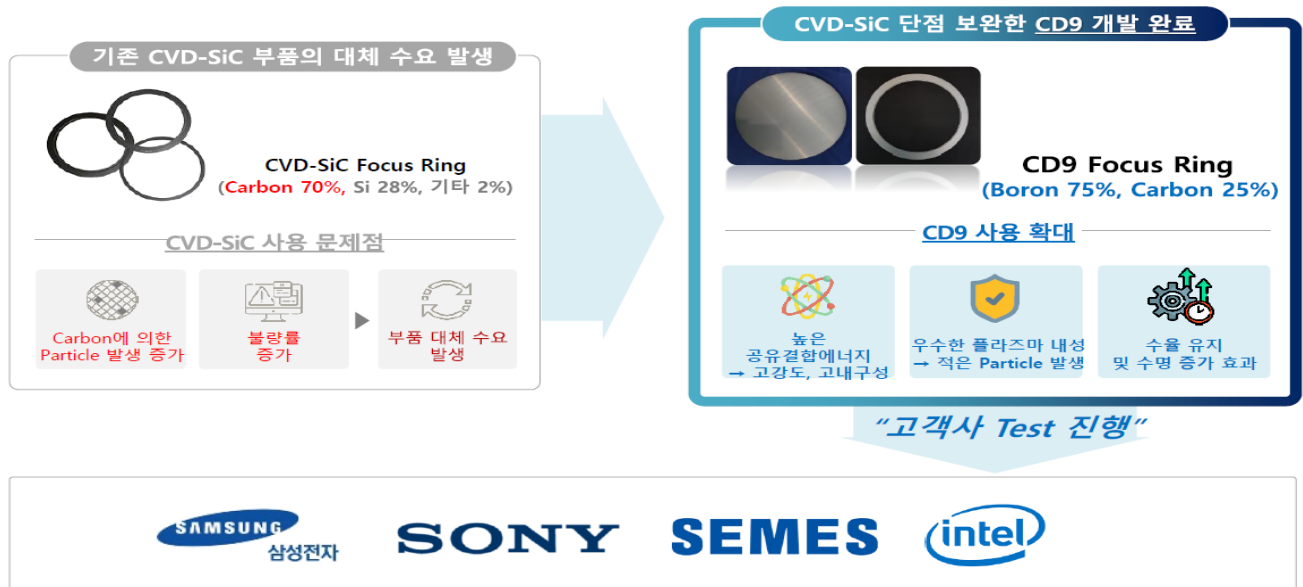 기존 CVD-SiC 부품의 대체 수요 발생
CVD-SiC Focus Ring
(Carbon 70%, Si 28%, 기타 2%)
CVD-SiC 사용 문제점
Carbon에 의한
Particle 발생 증가
불량률
증가
부품 대체 수요
발생
CVD-SiC 단점 보완한 CD9 개발 완료
CD9 Focus Ring
(Boron 75%, Carbon 25%)
CD9 사용 확대
높은
공유결합에너지
→ 고강도, 고내구성
우수한 플라즈마 내성
→ 적은 Particle 발생
수율 유지
및 수명 증가 효과
“고객사 Test 진행”
SAMSUNG
삼성전자
SONY
SEMES
intel